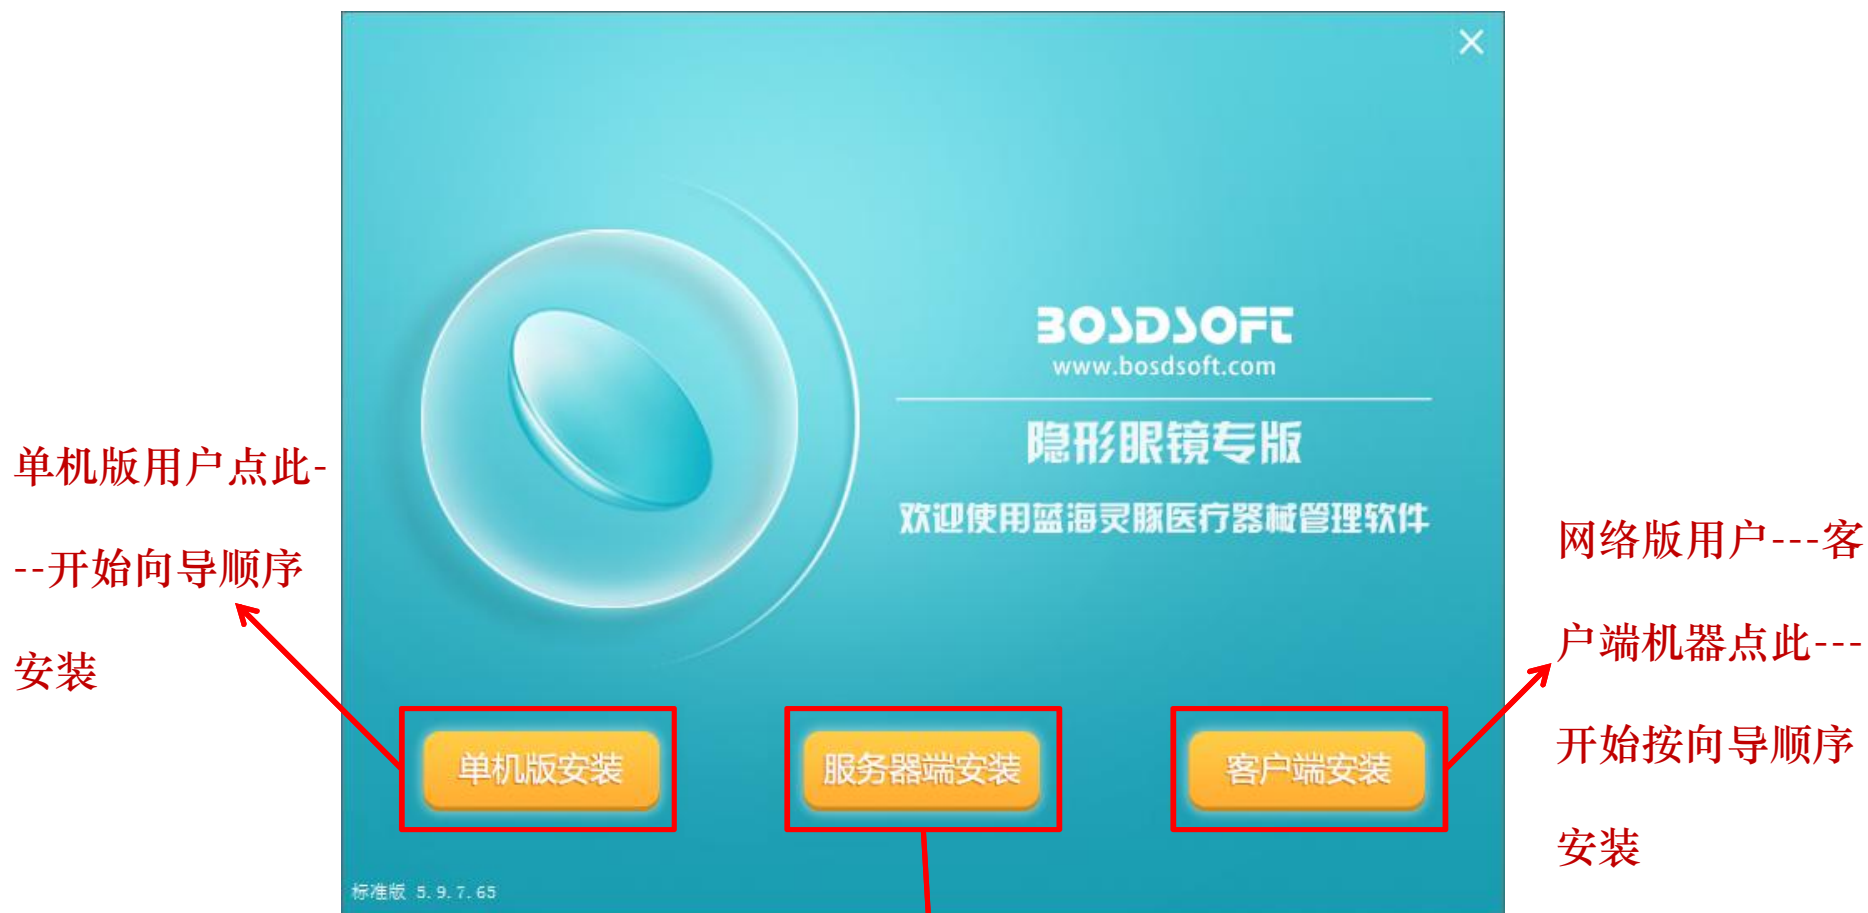 BOSDSOFT
www.bosdsoft.com
隐形眼镜专版
欢迎使用蓝海灵豚医疗器械管理软件
单机版用户点此-
--开始向导顺序
安装
网络版用户---客
户端机器点此---
开始按向导顺序
安装
单机版安装
服务器端安装
客户端安装
标准版 5.9.7.65